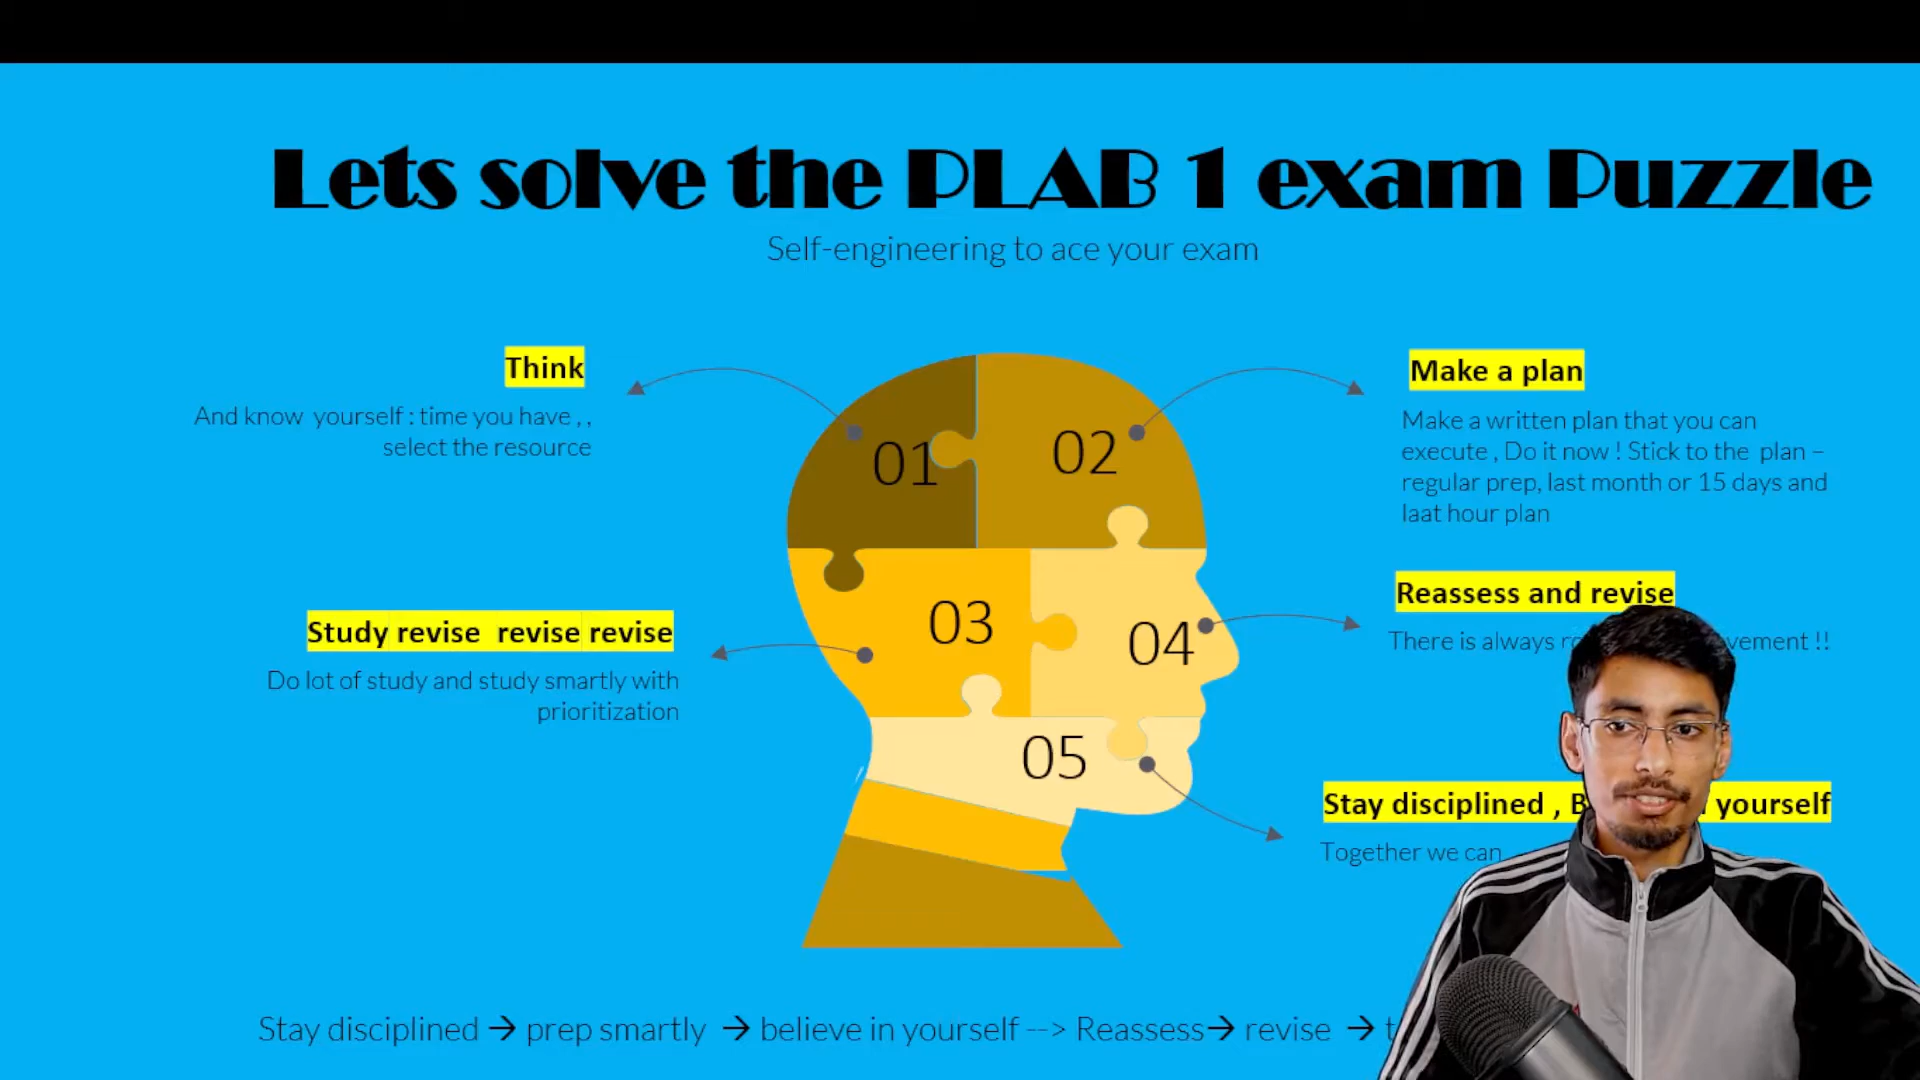 Lets solve the PLAB 1 exam Puzzle
Self-engineering to ace your exam
Think
And know yourself : time you have , ,
select the resource
01
02
Make a plan
Make a written plan that you can
execute , Do it now ! Stick to the plan –
regular prep, last month or 15 days and
laat hour plan
Study revise revise revise
Do lot of study and study smartly with
prioritization
03
04
Reassess and revise
There is always vement !!
05
Stay disciplined , yourself
Together we can
Stay disciplined → prep smartly → believe in yourself --> Reassess→ revise →